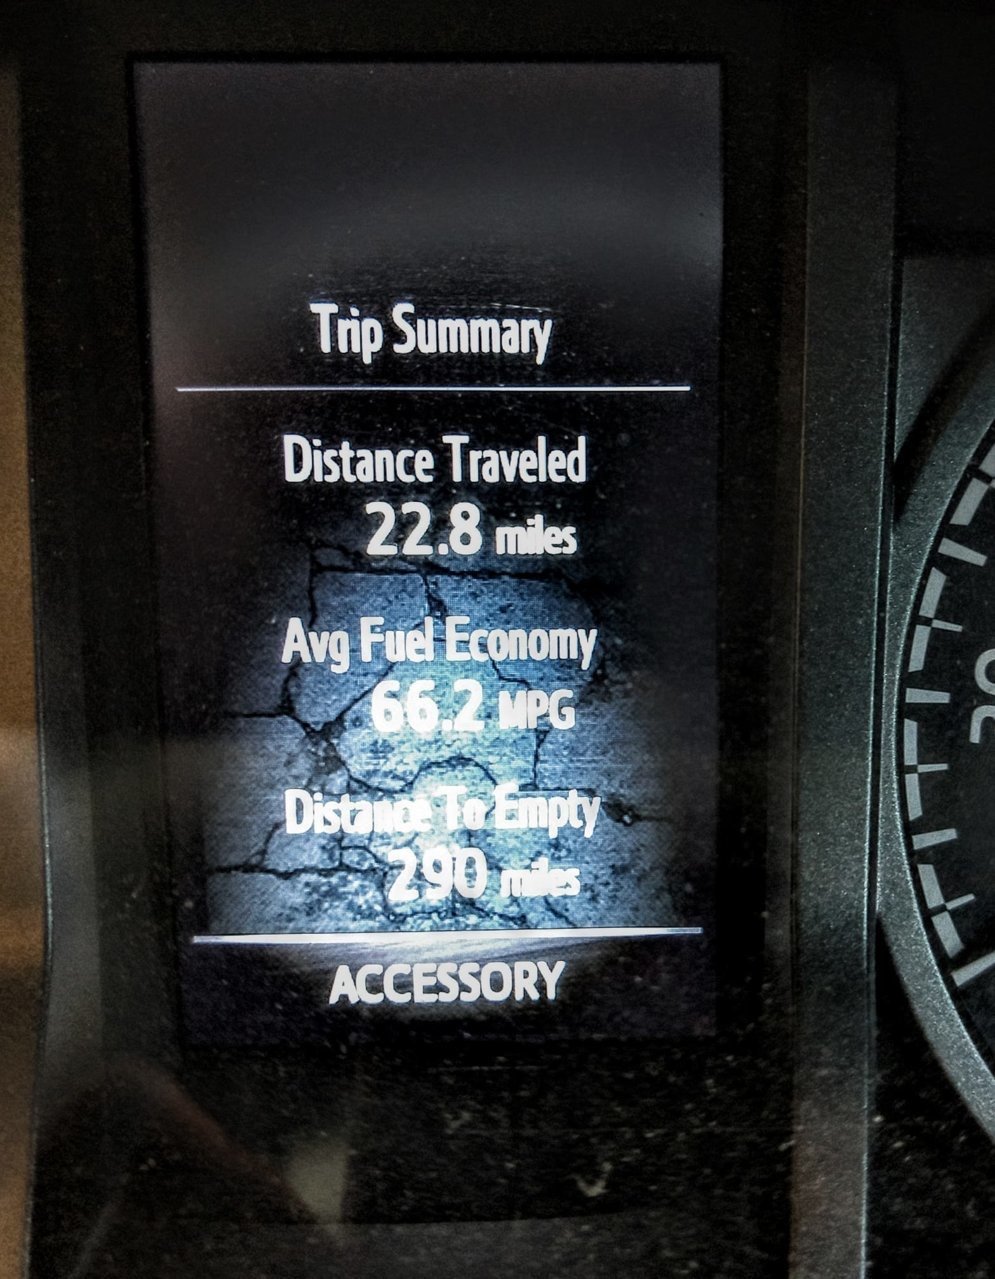 Trip Summary
Distance Traveled
22.8 miles
Avg Fuel Economy
66.2 MPG
Distance To Empty
290 miles
ACCESSORY
20